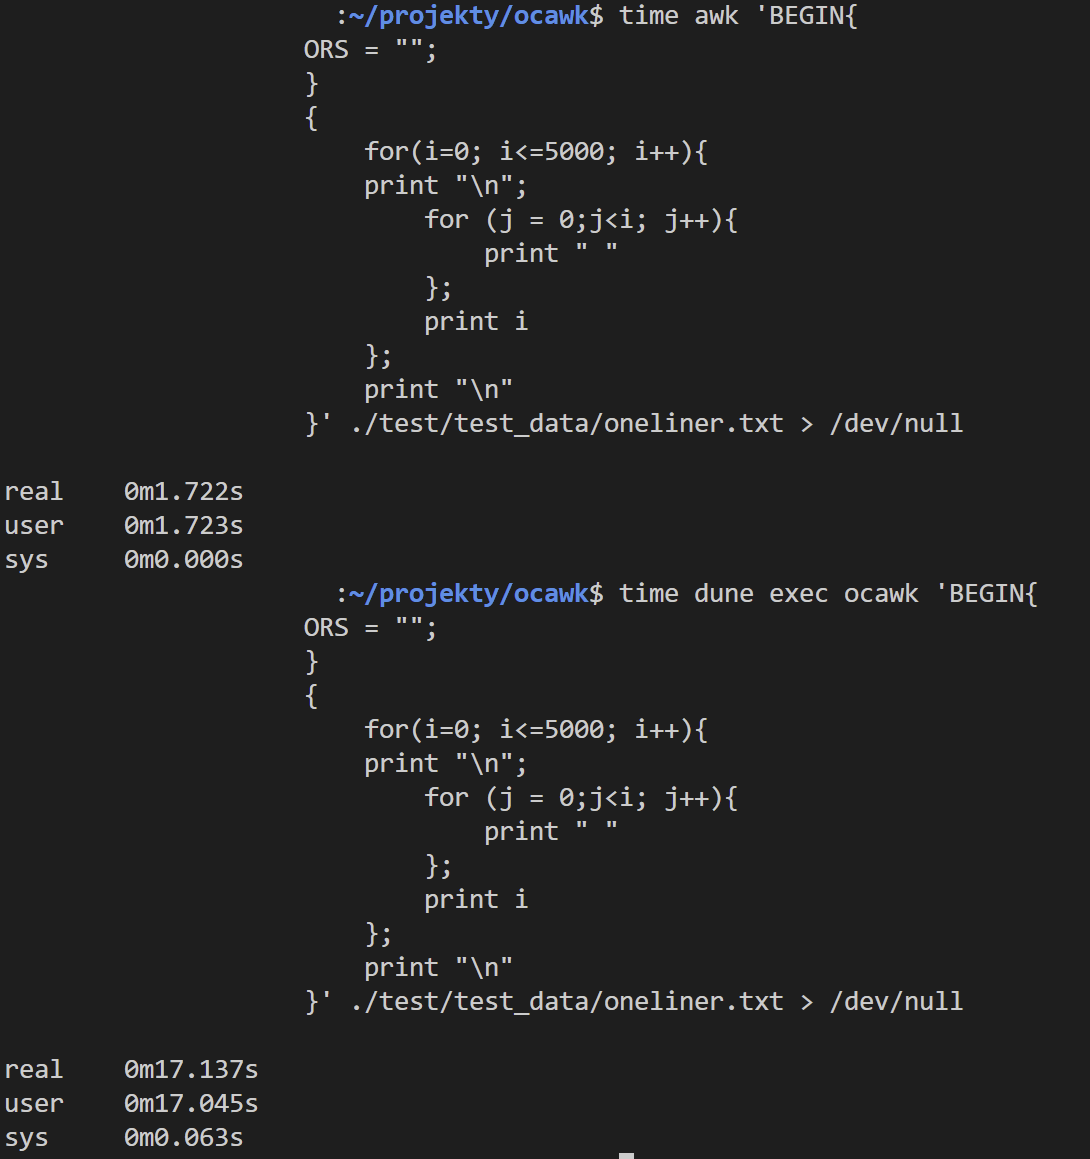 :~/projekty/ocawk$ time awk 'BEGIN{
ORS = "";
}
{
    for(i=0; i<=5000; i++){
    print "\n";
        for (j = 0;j<i; j++){
            print " "
        };
        print i
    };
    print "\n"
}' ./test/test_data/oneliner.txt > /dev/null

real    0m1.722s
user    0m1.723s
sys     0m0.000s
:~/projekty/ocawk$ time dune exec ocawk 'BEGIN{
ORS = "";
}
{
    for(i=0; i<=5000; i++){
    print "\n";
        for (j = 0;j<i; j++){
            print " "
        };
        print i
    };
    print "\n"
}' ./test/test_data/oneliner.txt > /dev/null

real    0m17.137s
user    0m17.045s
sys     0m0.063s